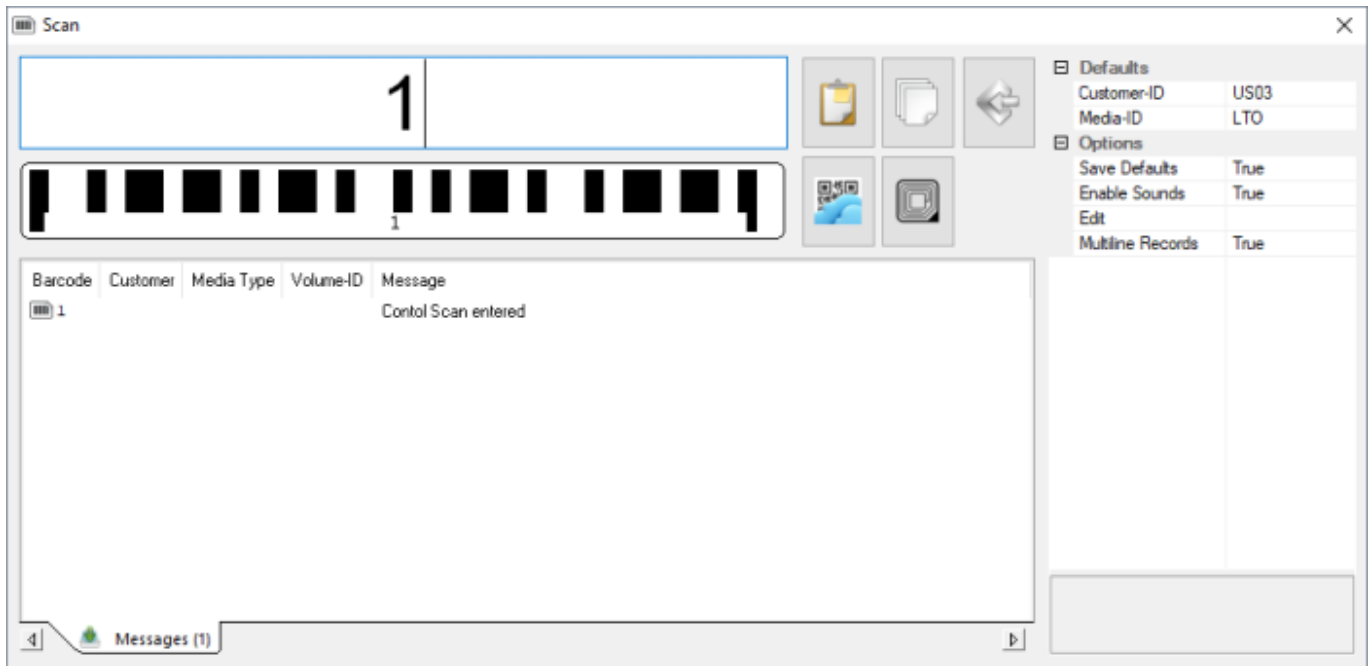 Scan
1
1
Defaults
Customer-ID US03
Media-ID LTO
Options
Save Defaults True
Enable Sounds True
Edit
Multiline Records True
Barcode Customer Media Type Volume-ID Message
1 Contol Scan entered
Messages (1)